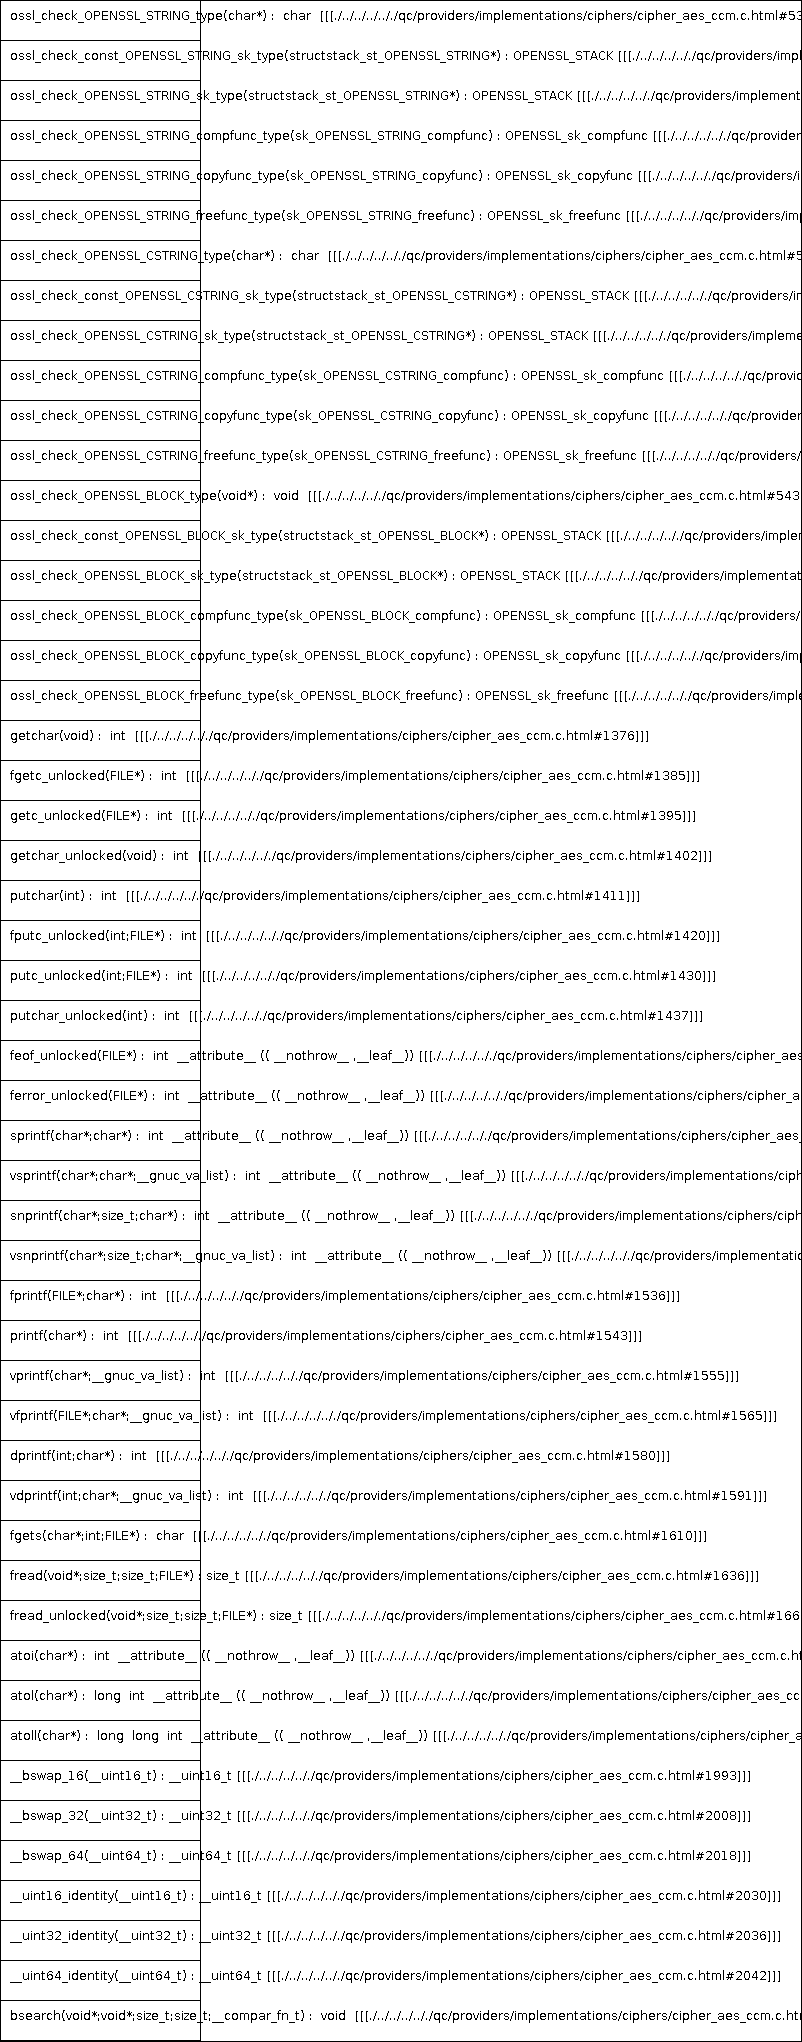 ossl_check_OPENSSL_STRING_type(char*) : char [[[./../../../../../qc/providers/implementations/ciphers/cipher_aes_ccm.c.html#53
ossl_check_const_OPENSSL_STRING_sk_type(structstack_st_OPENSSL_STRING*) : OPENSSL_STACK [[[./../../../../../qc/providers/impl
ossl_check_OPENSSL_STRING_sk_type(structstack_st_OPENSSL_STRING*) : OPENSSL_STACK [[[./../../../../../qc/providers/implement
ossl_check_OPENSSL_STRING_compfunc_type(sk_OPENSSL_STRING_compfunc) : OPENSSL_sk_compfunc [[[./../../../../../qc/provider
ossl_check_OPENSSL_STRING_copyfunc_type(sk_OPENSSL_STRING_copyfunc) : OPENSSL_sk_copyfunc [[[./../../../../../qc/providers/i
ossl_check_OPENSSL_STRING_freefunc_type(sk_OPENSSL_STRING_freefunc) : OPENSSL_sk_freefunc [[[./../../../../../qc/providers/im
ossl_check_OPENSSL_CSTRING_type(char*) : char [[[./../../../../../qc/providers/implementations/ciphers/cipher_aes_ccm.c.html#5
ossl_check_const_OPENSSL_CSTRING_sk_type(structstack_st_OPENSSL_CSTRING*) : OPENSSL_STACK [[[./../../../../../qc/providers/i
ossl_check_OPENSSL_CSTRING_sk_type(structstack_st_OPENSSL_CSTRING*) : OPENSSL_STACK [[[./../../../../../qc/providers/impleme
ossl_check_OPENSSL_CSTRING_compfunc_type(sk_OPENSSL_CSTRING_compfunc) : OPENSSL_sk_compfunc [[[./../../../../../qc/provid
ossl_check_OPENSSL_CSTRING_copyfunc_type(sk_OPENSSL_CSTRING_copyfunc) : OPENSSL_sk_copyfunc [[[./../../../../../qc/provider
ossl_check_OPENSSL_CSTRING_freefunc_type(sk_OPENSSL_CSTRING_freefunc) : OPENSSL_sk_freefunc [[[./../../../../../qc/providers/
ossl_check_OPENSSL_BLOCK_type(void*) : void [[[./../../../../../qc/providers/implementations/ciphers/cipher_aes_ccm.c.html#543
ossl_check_const_OPENSSL_BLOCK_sk_type(structstack_st_OPENSSL_BLOCK*) : OPENSSL_STACK [[[./../../../../../qc/providers/implem
ossl_check_OPENSSL_BLOCK_sk_type(structstack_st_OPENSSL_BLOCK*) : OPENSSL_STACK [[[./../../../../../qc/providers/implementat
ossl_check_OPENSSL_BLOCK_compfunc_type(sk_OPENSSL_BLOCK_compfunc) : OPENSSL_sk_compfunc [[[./../../../../../qc/providers/
ossl_check_OPENSSL_BLOCK_copyfunc_type(sk_OPENSSL_BLOCK_copyfunc) : OPENSSL_sk_copyfunc [[[./../../../../../qc/providers/im
ossl_check_OPENSSL_BLOCK_freefunc_type(sk_OPENSSL_BLOCK_freefunc) : OPENSSL_sk_freefunc [[[./../../../../../qc/providers/imple
getchar(void) : int [[[./../../../../../qc/providers/implementations/ciphers/cipher_aes_ccm.c.html#1376]]]
fgetc_unlocked(FILE*) : int [[[./../../../../../qc/providers/implementations/ciphers/cipher_aes_ccm.c.html#1385]]]
getc_unlocked(FILE*) : int [[[./../../../../../qc/providers/implementations/ciphers/cipher_aes_ccm.c.html#1395]]]
getchar_unlocked(void) : int [[[./../../../../../qc/providers/implementations/ciphers/cipher_aes_ccm.c.html#1402]]]
putchar(int) : int [[[./../../../../../qc/providers/implementations/ciphers/cipher_aes_ccm.c.html#1411]]]
fputc_unlocked(int;FILE*) : int [[[./../../../../../qc/providers/implementations/ciphers/cipher_aes_ccm.c.html#1420]]]
putc_unlocked(int;FILE*) : int [[[./../../../../../qc/providers/implementations/ciphers/cipher_aes_ccm.c.html#1430]]]
putchar_unlocked(int) : int [[[./../../../../../qc/providers/implementations/ciphers/cipher_aes_ccm.c.html#1437]]]
feof_unlocked(FILE*) : int __attribute__ (( __nothrow__ ,__leaf__)) [[[./../../../../../qc/providers/implementations/ciphers/cipher_aes
ferror_unlocked(FILE*) : int __attribute__ (( __nothrow__ ,__leaf__)) [[[./../../../../../qc/providers/implementations/ciphers/cipher_a
sprintf(char*;char*) : int __attribute__ (( __nothrow__ ,__leaf__)) [[[./../../../../../qc/providers/implementations/ciphers/cipher_aes_
vsprintf(char*;char*;__gnuc_va_list) : int __attribute__ (( __nothrow__ ,__leaf__)) [[[./../../../../../qc/providers/implementations/ciph
snprintf(char*;size_t;char*) : int __attribute__ (( __nothrow__ ,__leaf__)) [[[./../../../../../qc/providers/implementations/ciphers/ciph
vsnprintf(char*;size_t;char*;__gnuc_va_list) : int __attribute__ (( __nothrow__ ,__leaf__)) [[[./../../../../../qc/providers/implementatio
fprintf(FILE*;char*) : int [[[./../../../../../qc/providers/implementations/ciphers/cipher_aes_ccm.c.html#1536]]]
printf(char*) : int [[[./../../../../../qc/providers/implementations/ciphers/cipher_aes_ccm.c.html#1543]]]
vprintf(char*;__gnuc_va_list) : int [[[./../../../../../qc/providers/implementations/ciphers/cipher_aes_ccm.c.html#1555]]]
vfprintf(FILE*;char*;__gnuc_va_list) : int [[[./../../../../../qc/providers/implementations/ciphers/cipher_aes_ccm.c.html#1565]]]
dprintf(int;char*) : int [[[./../../../../../qc/providers/implementations/ciphers/cipher_aes_ccm.c.html#1580]]]
vdprintf(int;char*;__gnuc_va_list) : int [[[./../../../../../qc/providers/implementations/ciphers/cipher_aes_ccm.c.html#1591]]]
fgets(char*;int;FILE*) : char [[[./../../../../../qc/providers/implementations/ciphers/cipher_aes_ccm.c.html#1610]]]
fread(void*;size_t;size_t;FILE*) : size_t [[[./../../../../../qc/providers/implementations/ciphers/cipher_aes_ccm.c.html#1636]]]
fread_unlocked(void*;size_t;size_t;FILE*) : size_t [[[./../../../../../qc/providers/implementations/ciphers/cipher_aes_ccm.c.html#166
atoi(char*) : int __attribute__ (( __nothrow__ ,__leaf__)) [[[./../../../../../qc/providers/implementations/ciphers/cipher_aes_ccm.c.ht
atol(char*) : long int __attribute__ (( __nothrow__ ,__leaf__)) [[[./../../../../../qc/providers/implementations/ciphers/cipher_aes_cc
atoll(char*) : long long int __attribute__ (( __nothrow__ ,__leaf__)) [[[./../../../../../qc/providers/implementations/ciphers/cipher_a
__bswap_16(__uint16_t) : __uint16_t [[[./../../../../../qc/providers/implementations/ciphers/cipher_aes_ccm.c.html#1993]]]
__bswap_32(__uint32_t) : __uint32_t [[[./../../../../../qc/providers/implementations/ciphers/cipher_aes_ccm.c.html#2008]]]
__bswap_64(__uint64_t) : __uint64_t [[[./../../../../../qc/providers/implementations/ciphers/cipher_aes_ccm.c.html#2018]]]
__uint16_identity(__uint16_t) : __uint16_t [[[./../../../../../qc/providers/implementations/ciphers/cipher_aes_ccm.c.html#2030]]]
__uint32_identity(__uint32_t) : __uint32_t [[[./../../../../../qc/providers/implementations/ciphers/cipher_aes_ccm.c.html#2036]]]
__uint64_identity(__uint64_t) : __uint64_t [[[./../../../../../qc/providers/implementations/ciphers/cipher_aes_ccm.c.html#2042]]]
bsearch(void*;void*;size_t;size_t;__compar_fn_t) : void [[[./../../../../../qc/providers/implementations/ciphers/cipher_aes_ccm.c.ht